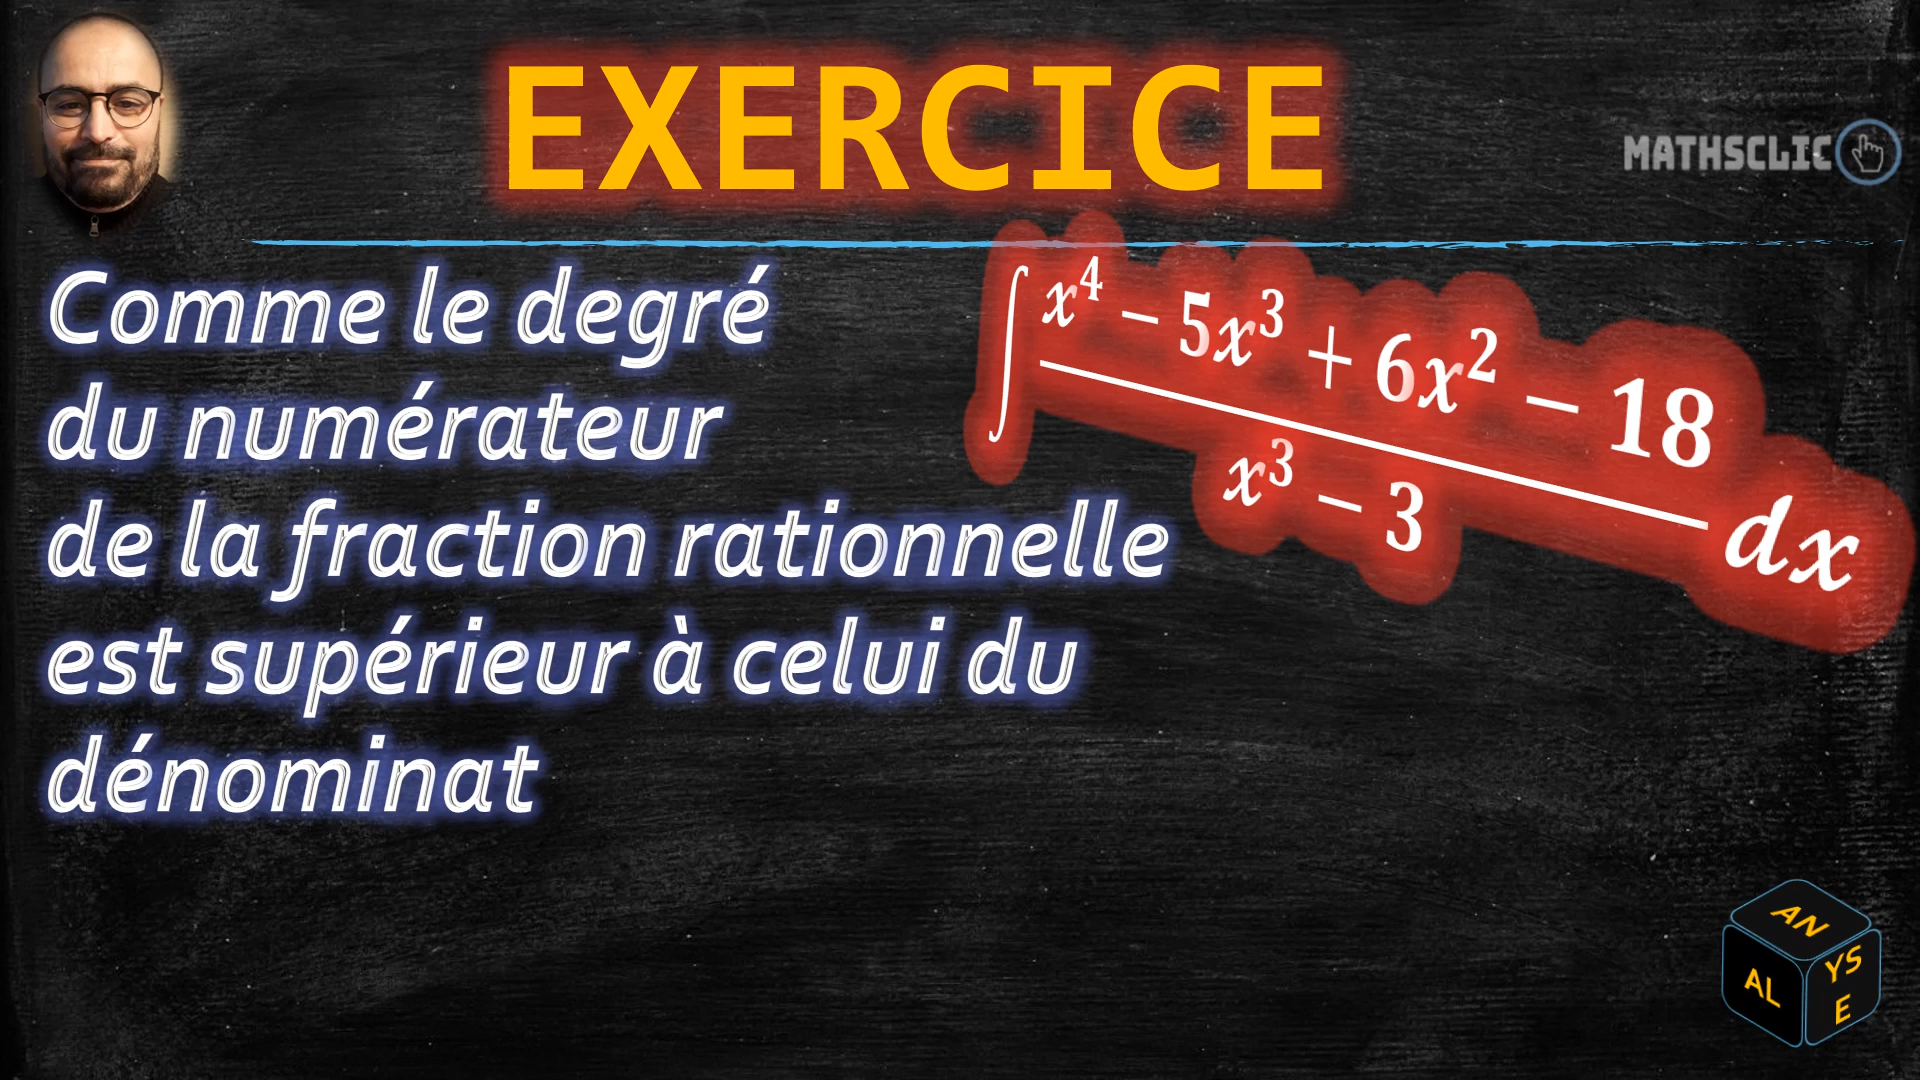 EXERCICE
MATHSCLIC
Comme le degré
du numérateur
de la fraction rationnelle
est supérieur à celui du
dénominat
∫ (x⁴ − 5x³ + 6x² − 18)/(x³ − 3) dx
AN
AL
YS
E